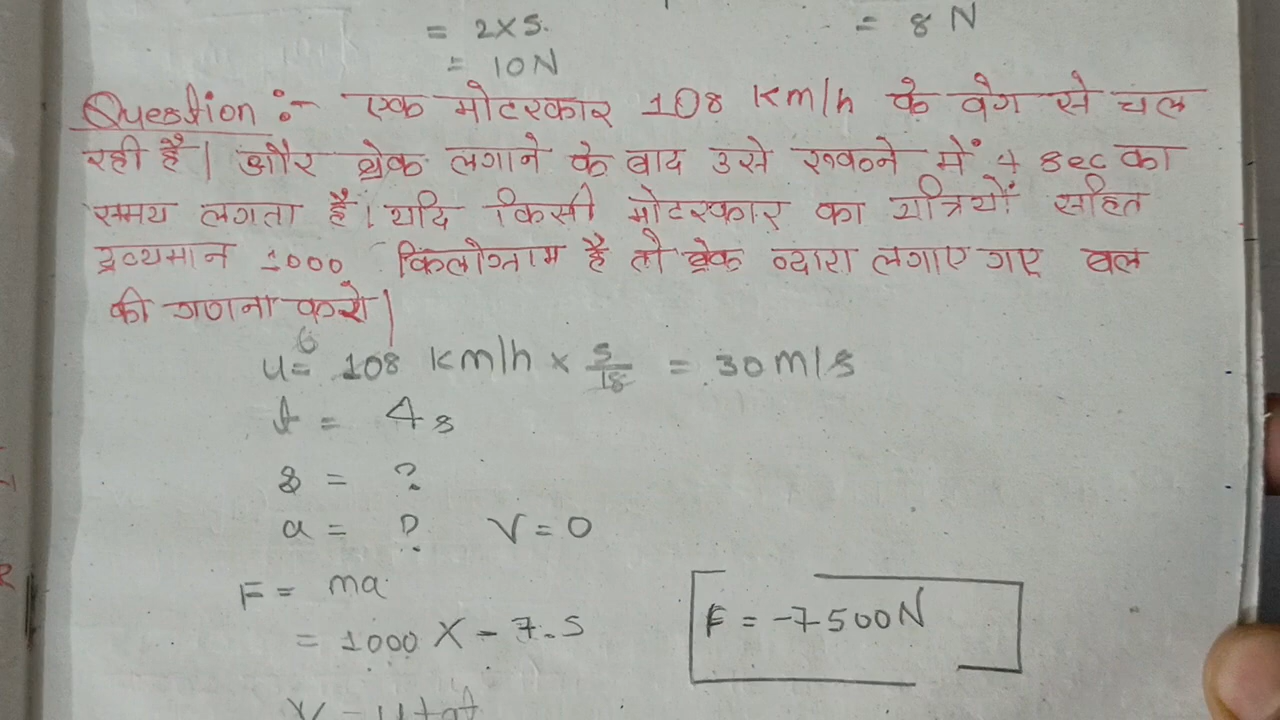 = 2×5.
= 8 N
= 10N
Question :- एक मोटरकार 108 km/h के वेग से चल
रही है। और ब्रेक लगाने के बाद उसे रूकने में 4 sec का
समय लगता है। यदि किसी मोटरकार का यात्रियों सहित
द्रव्यमान 1000 किलोग्राम है तो ब्रेक द्वारा लगाए गए बल
की गणना करो।
6
u= 108 km/h × 5/18 = 30 m/s
t = 4 s
s = ?
a = ? V = 0
F = ma
= 1000 X - 7.5
F = -7500N
V = u+at